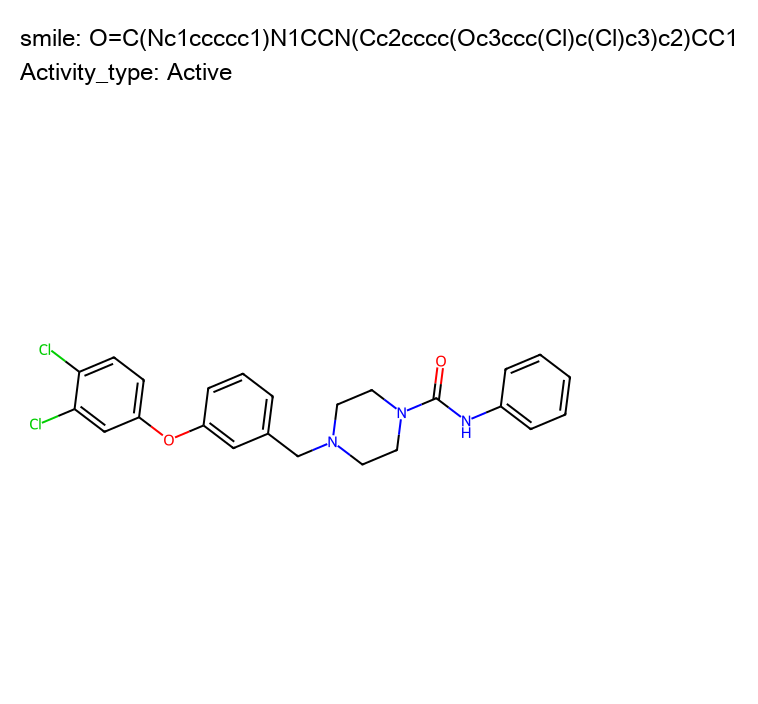 smile: O=C(Nc1ccccc1)N1CCN(Cc2cccc(Oc3ccc(Cl)c(Cl)c3)c2)CC1
Activity_type: Active
Cl
Cl
O
N
N
O
N
H